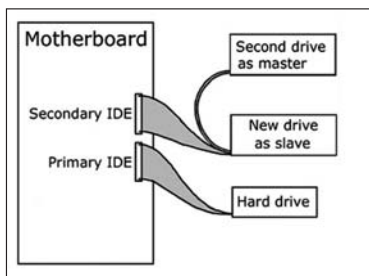 Motherboard
Second drive
as master
Secondary IDE
New drive
as slave
Primary IDE
Hard drive